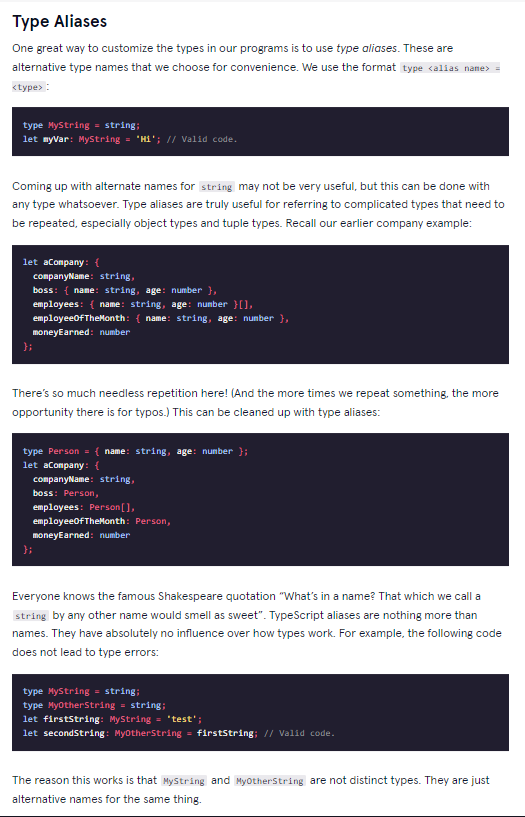 Type Aliases
One great way to customize the types in our programs is to use type aliases. These are
alternative type names that we choose for convenience. We use the format type <alias name> =
<type>:
type MyString = string;
let myVar: MyString = 'Hi'; // Valid code.
Coming up with alternate names for string may not be very useful, but this can be done with
any type whatsoever. Type aliases are truly useful for referring to complicated types that need to
be repeated, especially object types and tuple types. Recall our earlier company example:
let aCompany: {
  companyName: string,
  boss: { name: string, age: number },
  employees: { name: string, age: number }[],
  employeeOfTheMonth: { name: string, age: number },
  moneyEarned: number
};
There's so much needless repetition here! (And the more times we repeat something, the more
opportunity there is for typos.) This can be cleaned up with type aliases:
type Person = { name: string, age: number };
let aCompany: {
  companyName: string,
  boss: Person,
  employees: Person[],
  employeeOfTheMonth: Person,
  moneyEarned: number
};
Everyone knows the famous Shakespeare quotation "What's in a name? That which we call a
string by any other name would smell as sweet". TypeScript aliases are nothing more than
names. They have absolutely no influence over how types work. For example, the following code
does not lead to type errors:
type MyString = string;
type MyOtherString = string;
let firstString: MyString = 'test';
let secondString: MyOtherString = firstString; // Valid code.
The reason this works is that MyString and MyOtherString are not distinct types. They are just
alternative names for the same thing.